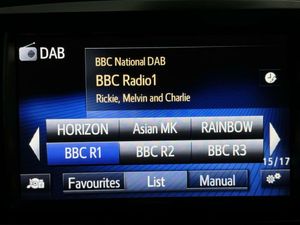 DAB
BBC National DAB
BBC Radio1
Rickie, Melvin and Charlie
HORIZON Asian MK RAINBOW
BBC R1 BBC R2 BBC R3
15/17
Favourites List Manual